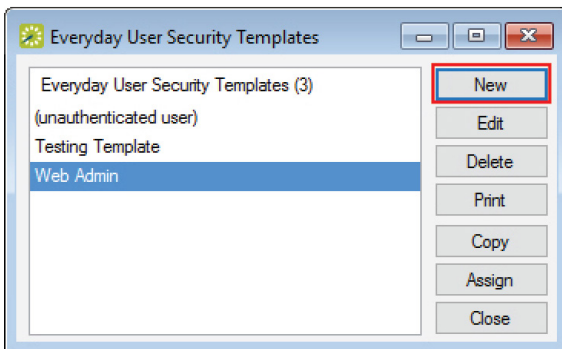 Everyday User Security Templates
Everyday User Security Templates (3)
(unauthenticated user)
Testing Template
Web Admin
New
Edit
Delete
Print
Copy
Assign
Close